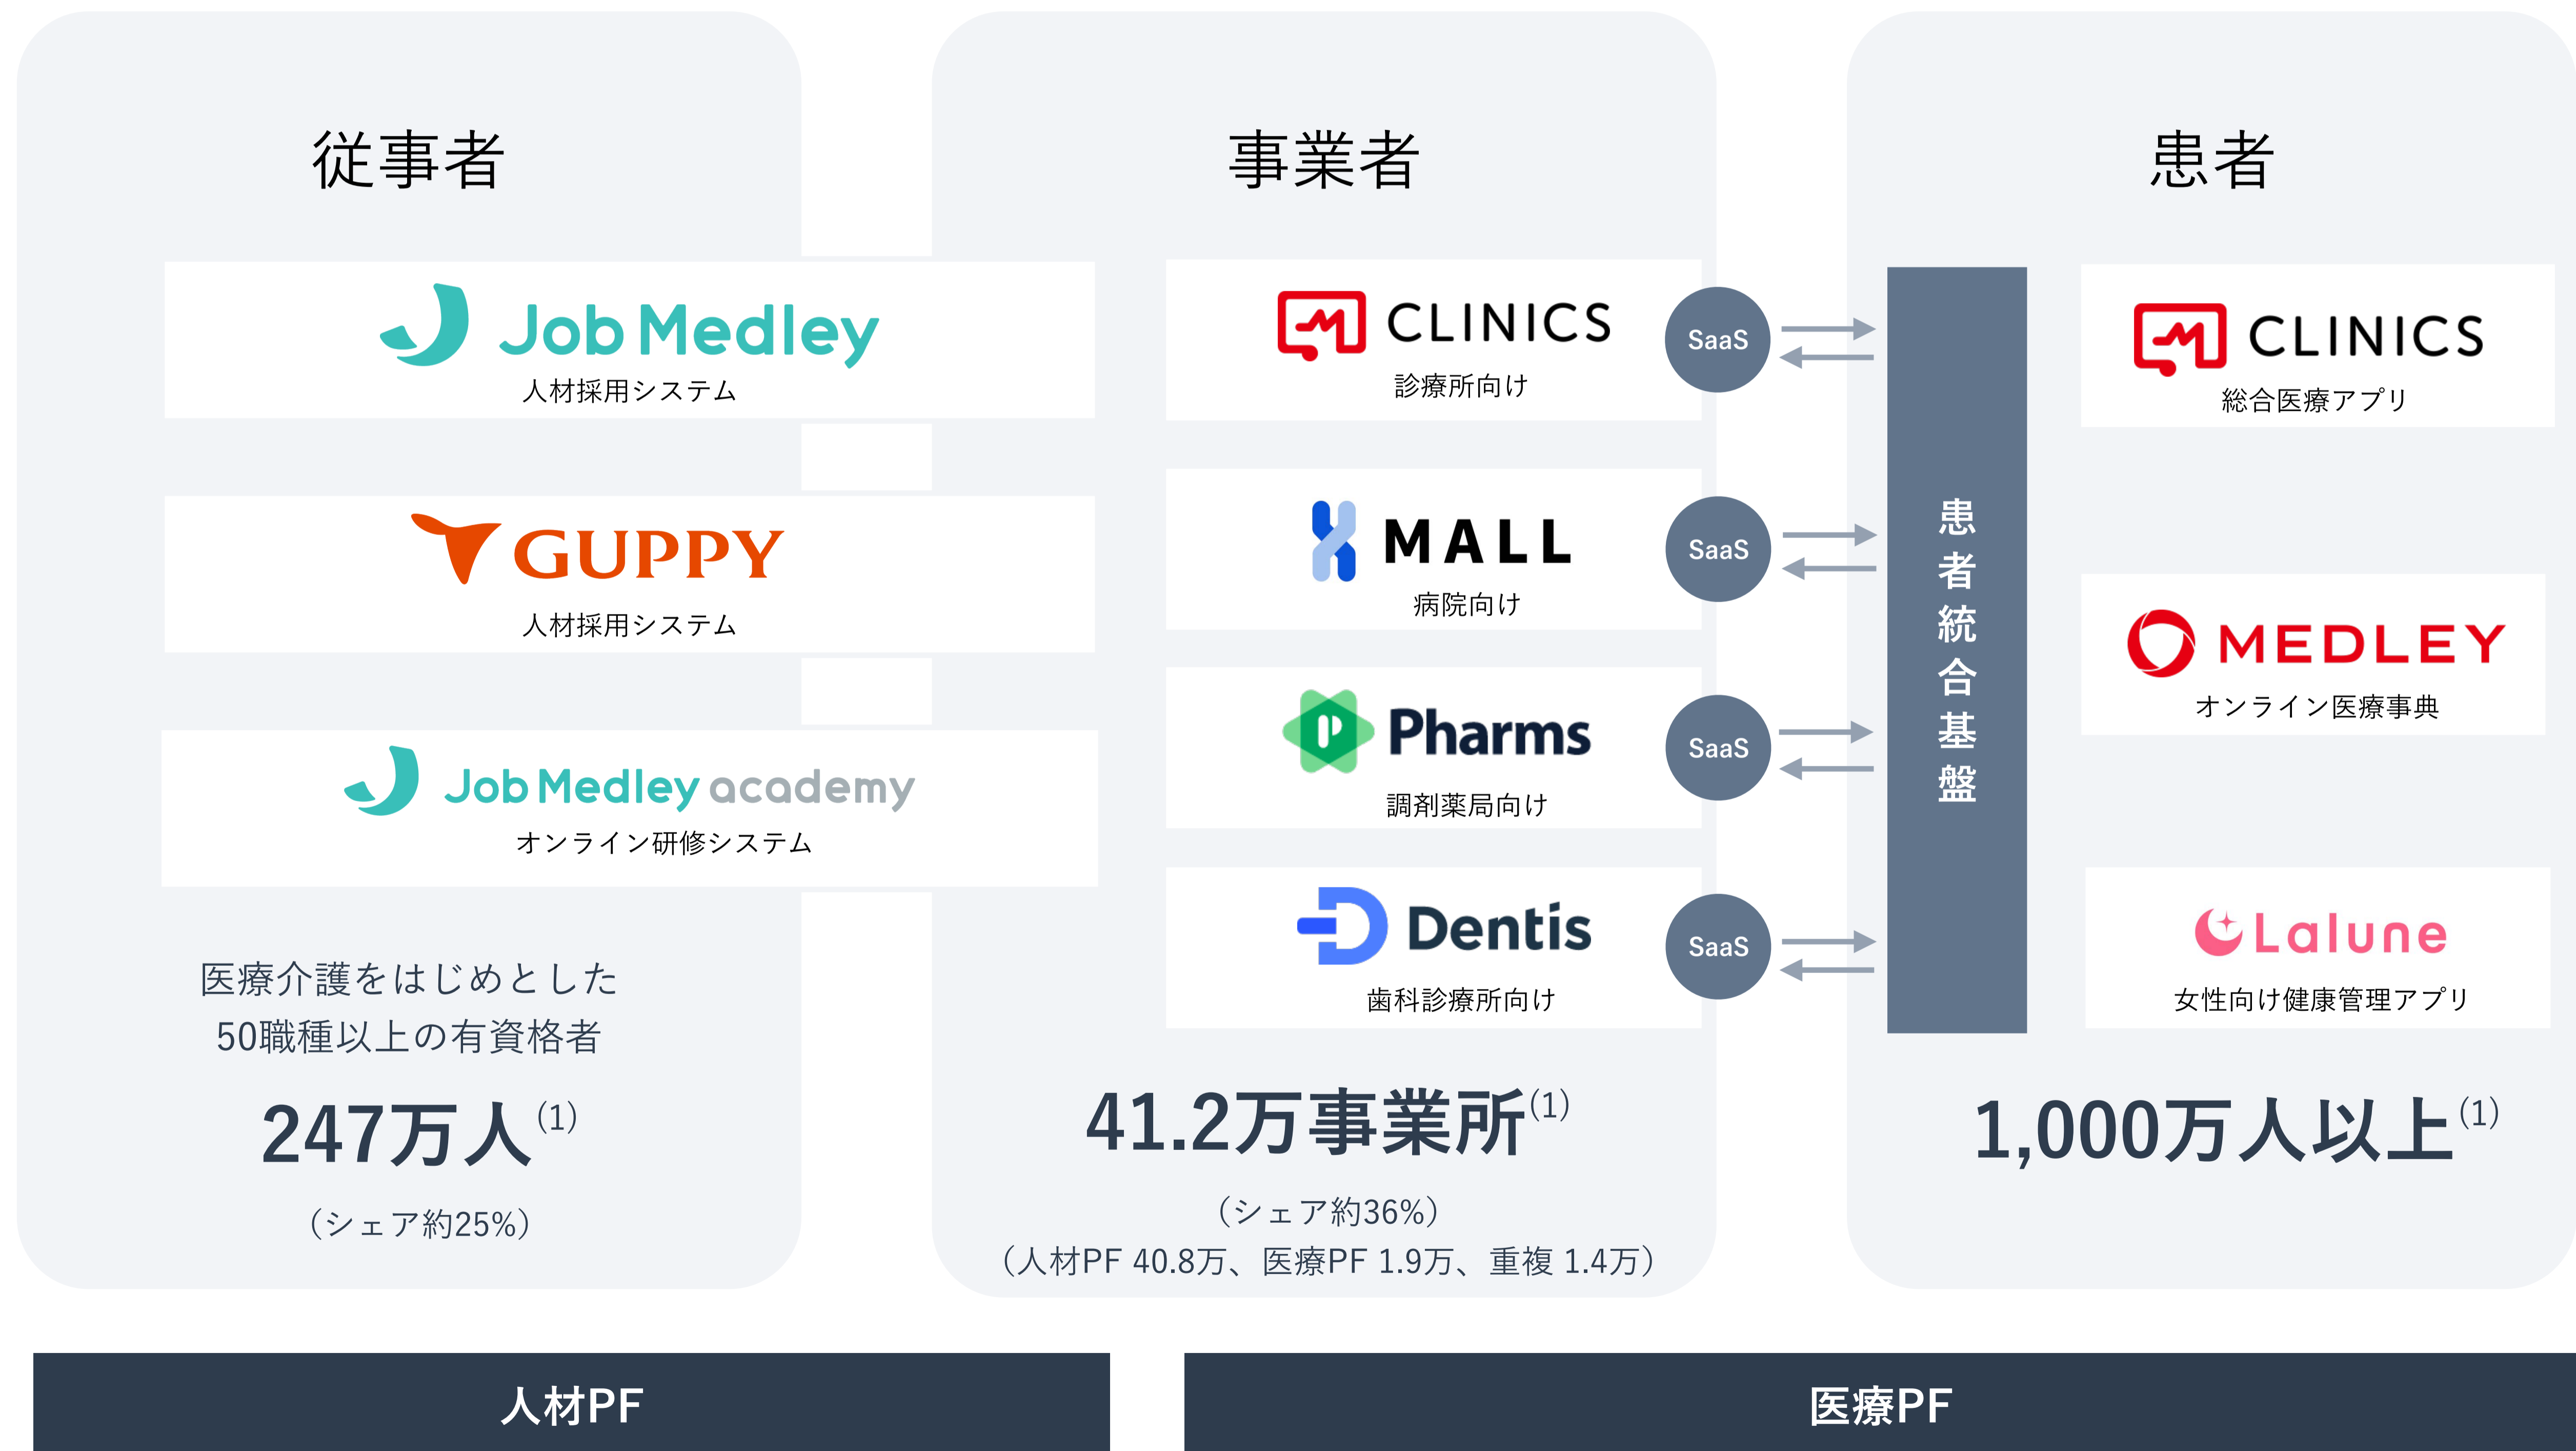 従事者
Job Medley
人材採用システム
GUPPY
人材採用システム
Job Medley academy
オンライン研修システム
医療介護をはじめとした
50職種以上の有資格者
247万人(1)
（シェア約25%）
事業者
CLINICS
診療所向け
SaaS
MALL
病院向け
SaaS
Pharms
調剤薬局向け
SaaS
Dentis
歯科診療所向け
SaaS
41.2万事業所(1)
（シェア約36%）
（人材PF 40.8万、医療PF 1.9万、重複 1.4万）
患者
患者統合基盤
CLINICS
総合医療アプリ
MEDLEY
オンライン医療事典
Lalune
女性向け健康管理アプリ
1,000万人以上(1)
人材PF
医療PF